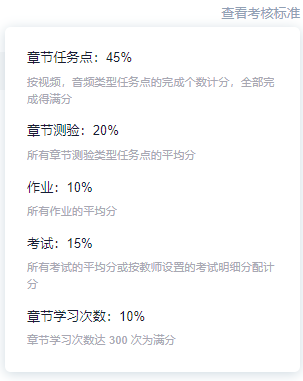 查看考核标准
章节任务点：45%
按视频，音频类型任务点的完成个数计分，全部完
成得满分
章节测验：20%
所有章节测验类型任务点的平均分
作业：10%
所有作业的平均分
考试：15%
所有考试的平均分或按教师设置的考试明细分配计
分
章节学习次数：10%
章节学习次数达 300 次为满分